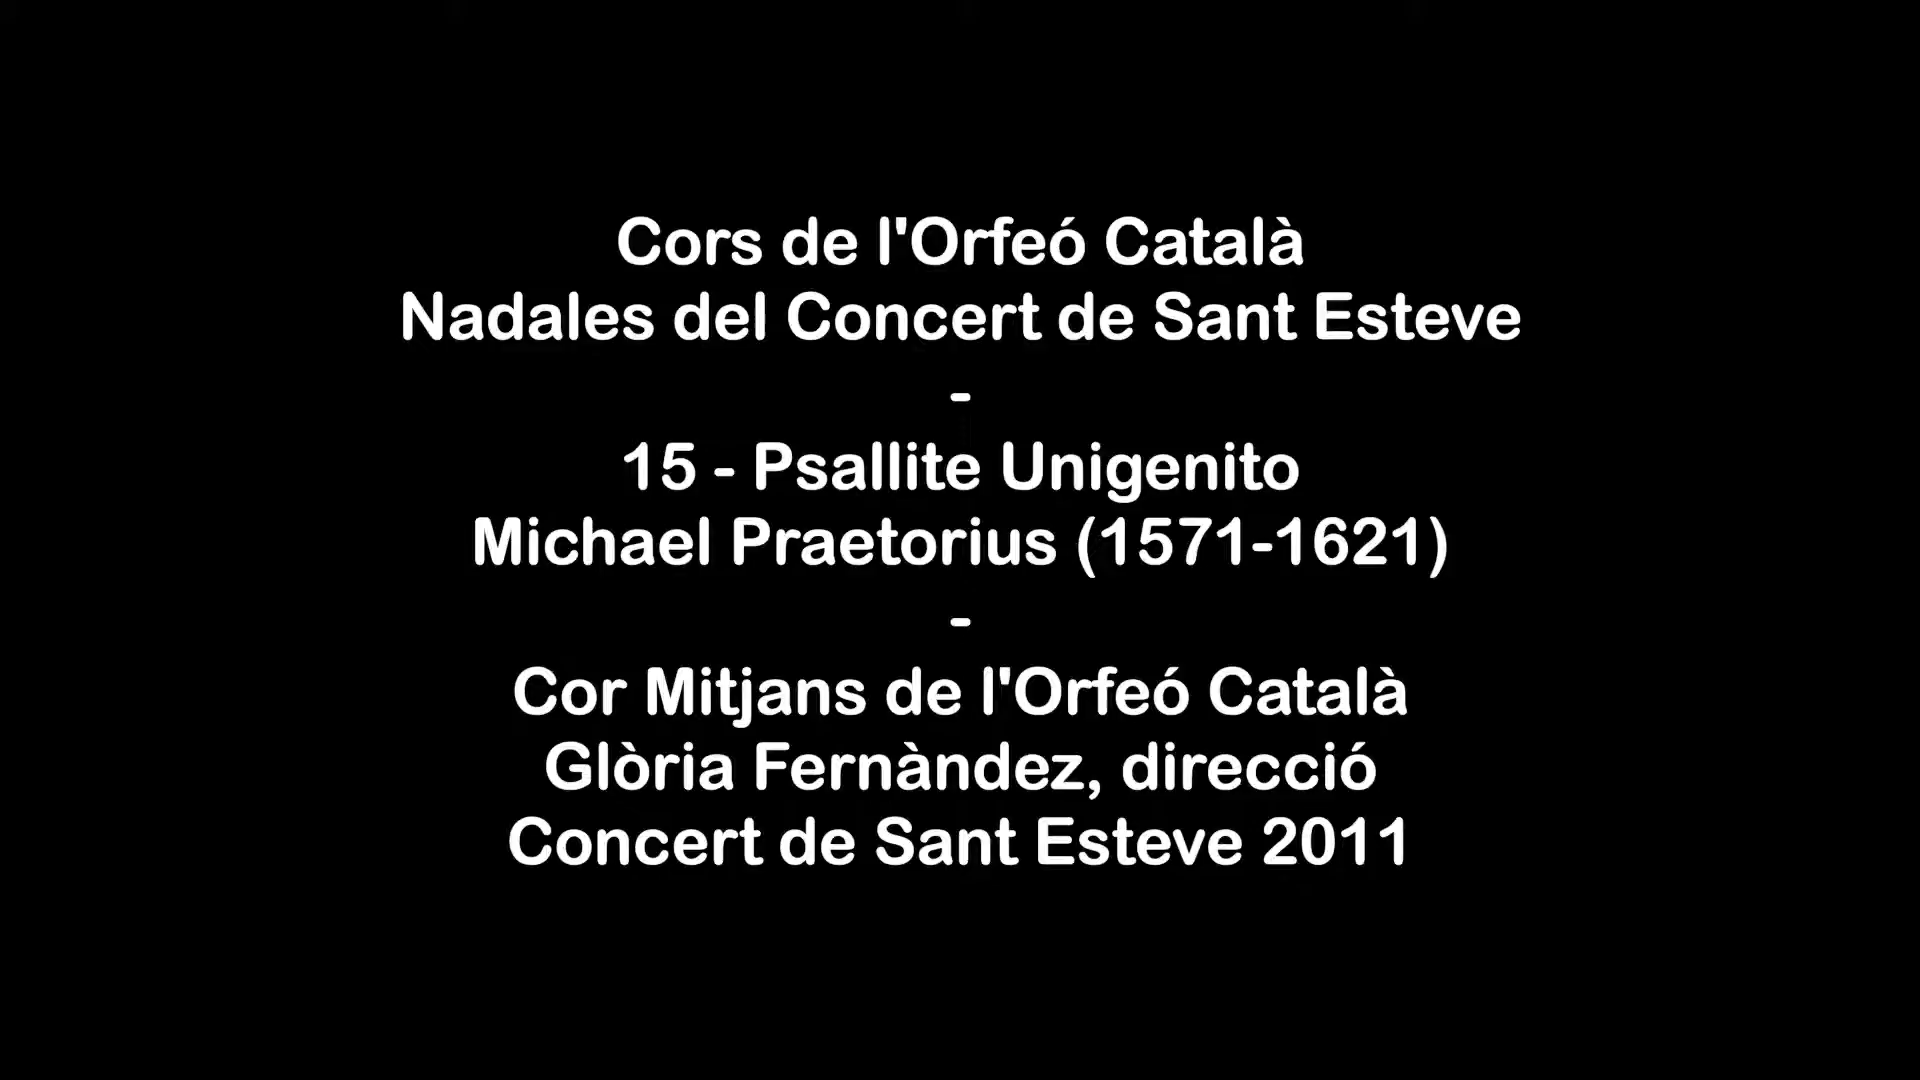 Cors de l'Orfeó Català
Nadales del Concert de Sant Esteve
-
15 - Psallite Unigenito
Michael Praetorius (1571-1621)
-
Cor Mitjans de l'Orfeó Català
Glòria Fernàndez, direcció
Concert de Sant Esteve 2011